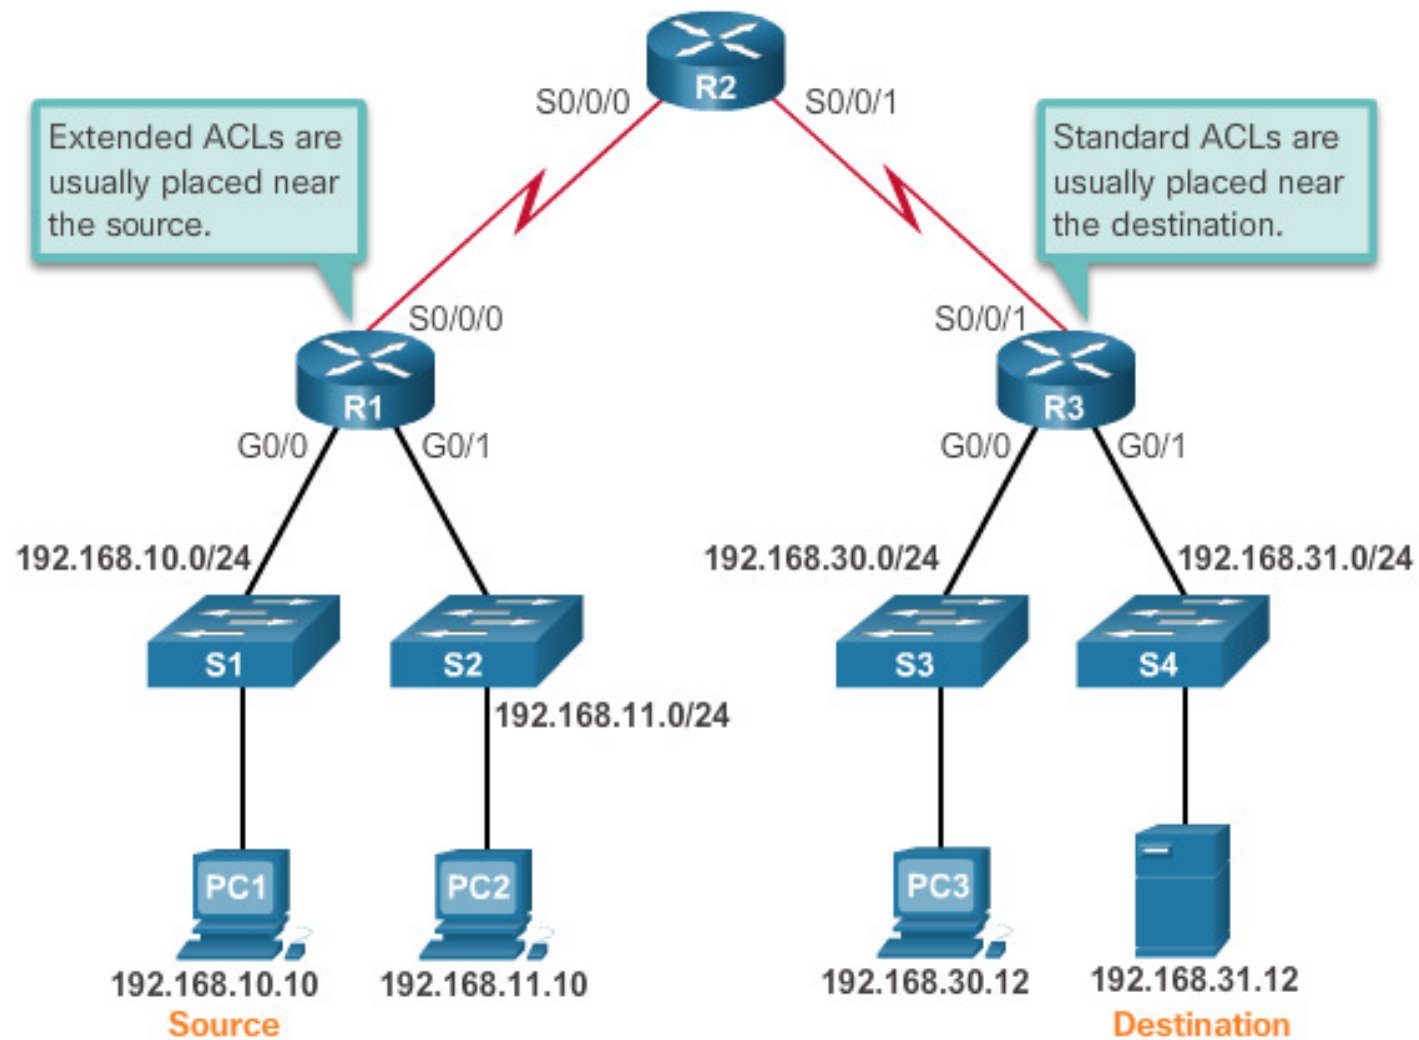 R2
S0/0/0
S0/0/1
Extended ACLs are
usually placed near
the source.
Standard ACLs are
usually placed near
the destination.
S0/0/0
S0/0/1
R1
R3
G0/0
G0/1
G0/0
G0/1
192.168.10.0/24
192.168.30.0/24
192.168.31.0/24
S1
S2
S3
S4
192.168.11.0/24
PC1
PC2
PC3
192.168.10.10
192.168.11.10
192.168.30.12
192.168.31.12
Source
Destination